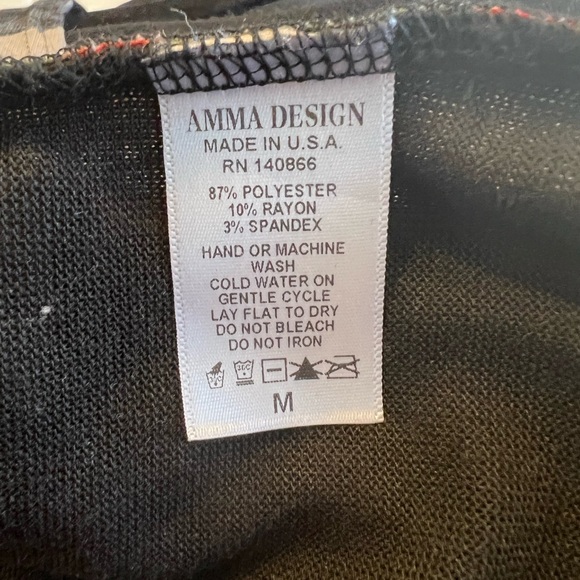 AMMA DESIGN
MADE IN U.S.A.
RN 140866
87% POLYESTER
10% RAYON
3% SPANDEX
HAND OR MACHINE
WASH
COLD WATER ON
GENTLE CYCLE
LAY FLAT TO DRY
DO NOT BLEACH
DO NOT IRON
M